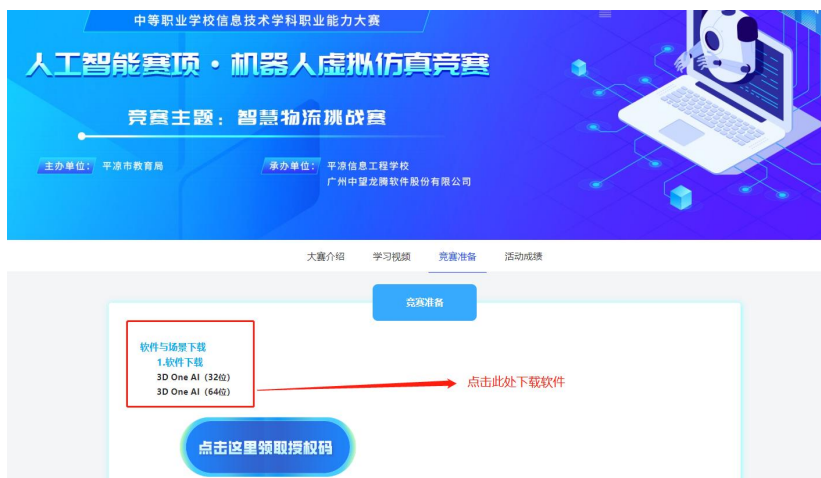 中等职业学校信息技术学科职业能力大赛
人工智能赛项·机器人虚拟仿真竞赛
竞赛主题：智慧物流挑战赛
主办单位： 平凉市教育局 承办单位： 平凉信息工程学校
广州中望龙腾软件股份有限公司
大赛介绍 学习视频 竞赛准备 活动成绩
竞赛准备
软件与场景下载
1.软件下载
3D One AI（32位）
3D One AI（64位）
点击此处下载软件
点击这里领取授权码